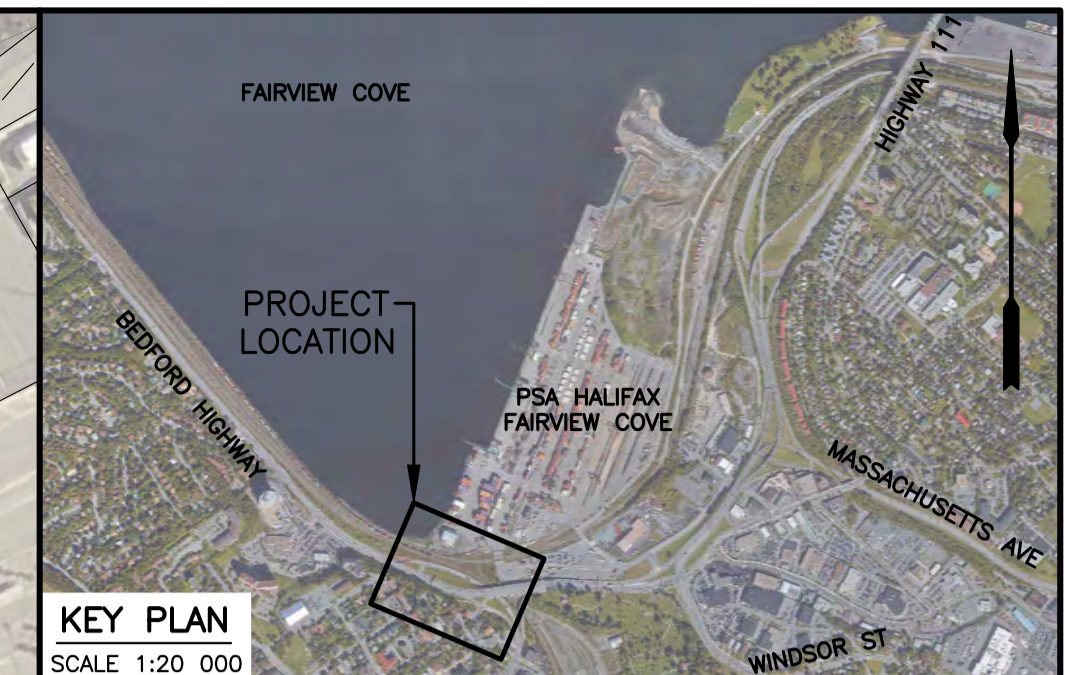 FAIRVIEW COVE
HIGHWAY 111
PROJECT
LOCATION
BEDFORD HIGHWAY
PSA HALIFAX
FAIRVIEW COVE
MASSACHUSETTS AVE
WINDSOR ST
KEY PLAN
SCALE 1:20 000